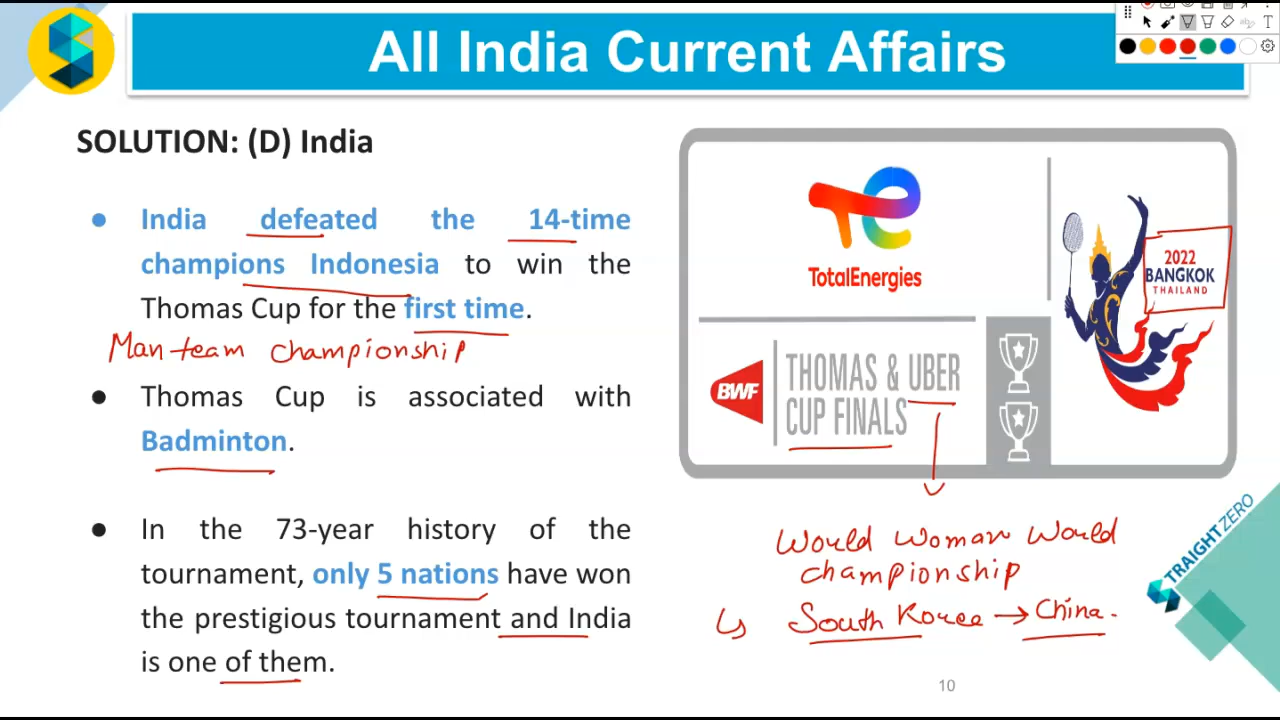 All India Current Affairs
SOLUTION: (D) India
● India defeated the 14-time
champions Indonesia to win the
Thomas Cup for the first time.
Man team championship
● Thomas Cup is associated with
Badminton.
● In the 73-year history of the
tournament, only 5 nations have won
the prestigious tournament and India
is one of them.
TotalEnergies
2022
BANGKOK
THAILAND
BWF
THOMAS & UBER
CUP FINALS
Would Woman World
championship
South Korea → China.
TRAIGHTZERO
10